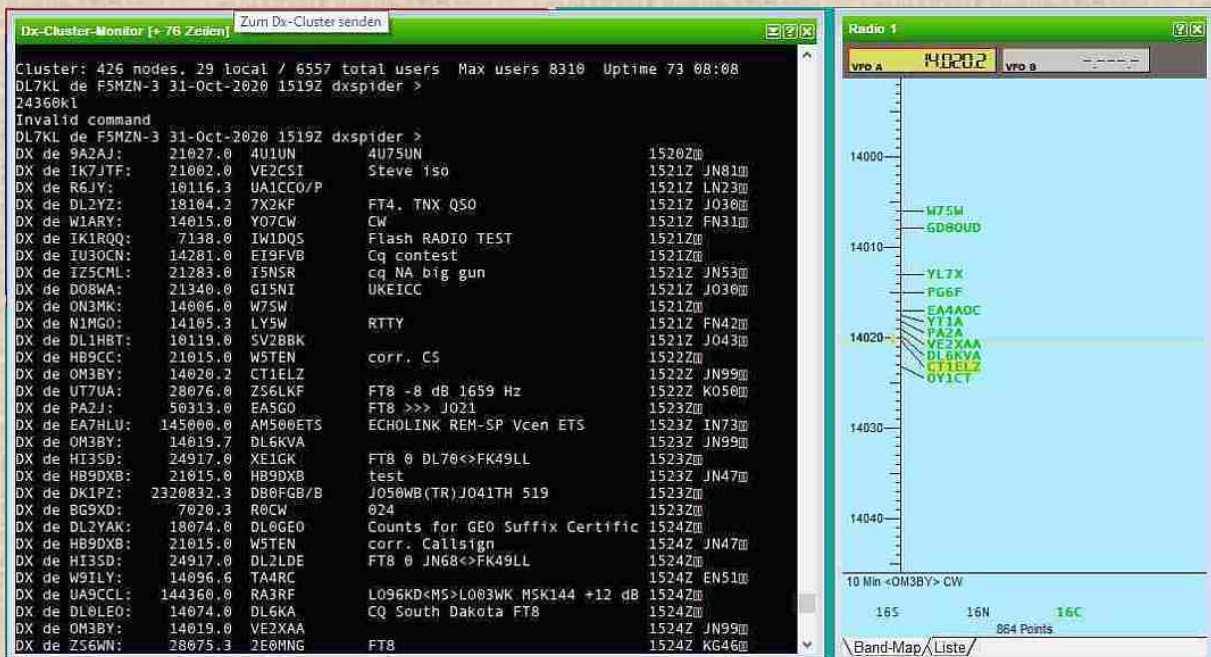 Zum Dx-Cluster senden
Dx-Cluster-Monitor [+ 76 Zeilen]
Cluster: 426 nodes, 29 local / 6557 total users Max users 8310 Uptime 73 08:08
DL7KL de F5MZN-3 31-Oct-2020 1519Z dxspider >
24360kl
Invalid command
DL7KL de F5MZN-3 31-Oct-2020 1519Z dxspider >
DX de 9A2AJ: 21027.0 4U1UN 4U75UN 1520Z
DX de IK7JTF: 21002.0 VE2CSI Steve iso 1521Z JN81
DX de R6JY: 10116.3 UA1CCO/P 1521Z LN23
DX de DL2YZ: 18104.2 7X2KF FT4. TNX QSO 1521Z JO30
DX de W1ARY: 14015.0 YO7CW CW 1521Z FN31
DX de IK1RQQ: 7138.0 IW1DQS Flash RADIO TEST 1521Z
DX de IU3OCN: 14281.0 EI9FVB Cq contest 1521Z
DX de IZ5CML: 21283.0 I5NSR cq NA big gun 1521Z JN53
DX de DO8WA: 21340.0 GI5NI UKEICC 1521Z JO30
DX de ON3MK: 14006.0 W7SW 1521Z
DX de N1MGO: 14105.3 LY5W RTTY 1521Z FN42
DX de DL1HBT: 10119.0 SV2BBK 1521Z JO43
DX de HB9CC: 21015.0 W5TEN corr. CS 1522Z
DX de OM3BY: 14020.2 CT1ELZ 1522Z JN99
DX de UT7UA: 28076.0 ZS6LKF FT8 -8 dB 1659 Hz 1522Z KO50
DX de PA2J: 50313.0 EA5GO FT8 >>> JO21 1523Z
DX de EA7HLU: 145000.0 AM500ETS ECHOLINK REM-SP Vcen ETS 1523Z IN73
DX de OM3BY: 14019.7 DL6KVA 1523Z JN99
DX de HI3SD: 24917.0 XE1GK FT8 0 DL70<>FK49LL 1523Z
DX de HB9DXB: 21015.0 HB9DXB test 1523Z JN47
DX de DK1PZ: 2320832.3 DB0FGB/B JO50WB(TR)JO41TH 519 1523Z
DX de BG9XD: 7020.3 R0CW 024 1523Z
DX de DL2YAK: 18074.0 DL0GEO Counts for GEO Suffix Certific 1524Z
DX de HB9DXB: 21015.0 W5TEN corr. Callsign 1524Z JN47
DX de HI3SD: 24917.0 DL2LDE FT8 0 JN68<>FK49LL 1524Z
DX de W9ILY: 14096.6 TA4RC 1524Z EN51
DX de UA9CCL: 144360.0 RA3RF LO96KD<MS>LO03WK MSK144 +12 dB 1524Z
DX de DL0LEO: 14074.0 DL6KA CQ South Dakota FT8 1524Z
DX de OM3BY: 14019.0 VE2XAA 1524Z JN99
DX de ZS6WN: 28075.3 2E0MNG FT8 1524Z KG46
Radio 1
VFO A 14.020.2 VFO B -.---.-
14000
W7SW
GD8OUD
14010
YL7X
PG6F
EA4AOC
YT1A
PA2A
14020
VE2XAA
DL6KVA
CT1ELZ
OY1CT
14030
14040
10 Min <OM3BY> CW
16S 16N 16C
864 Points
Band-Map Liste